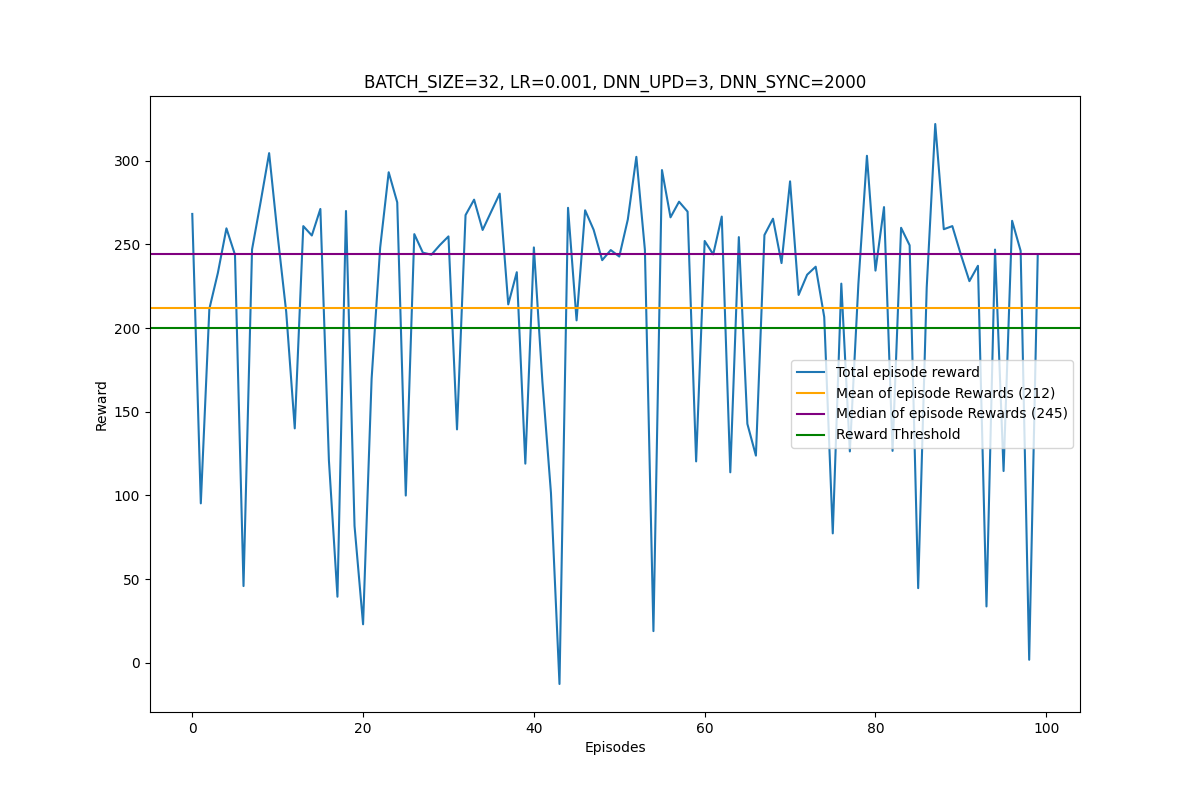 BATCH_SIZE=32, LR=0.001, DNN_UPD=3, DNN_SYNC=2000
300
250
200
150
100
50
0
Reward
Total episode reward
Mean of episode Rewards (212)
Median of episode Rewards (245)
Reward Threshold
0 20 40 60 80 100
Episodes